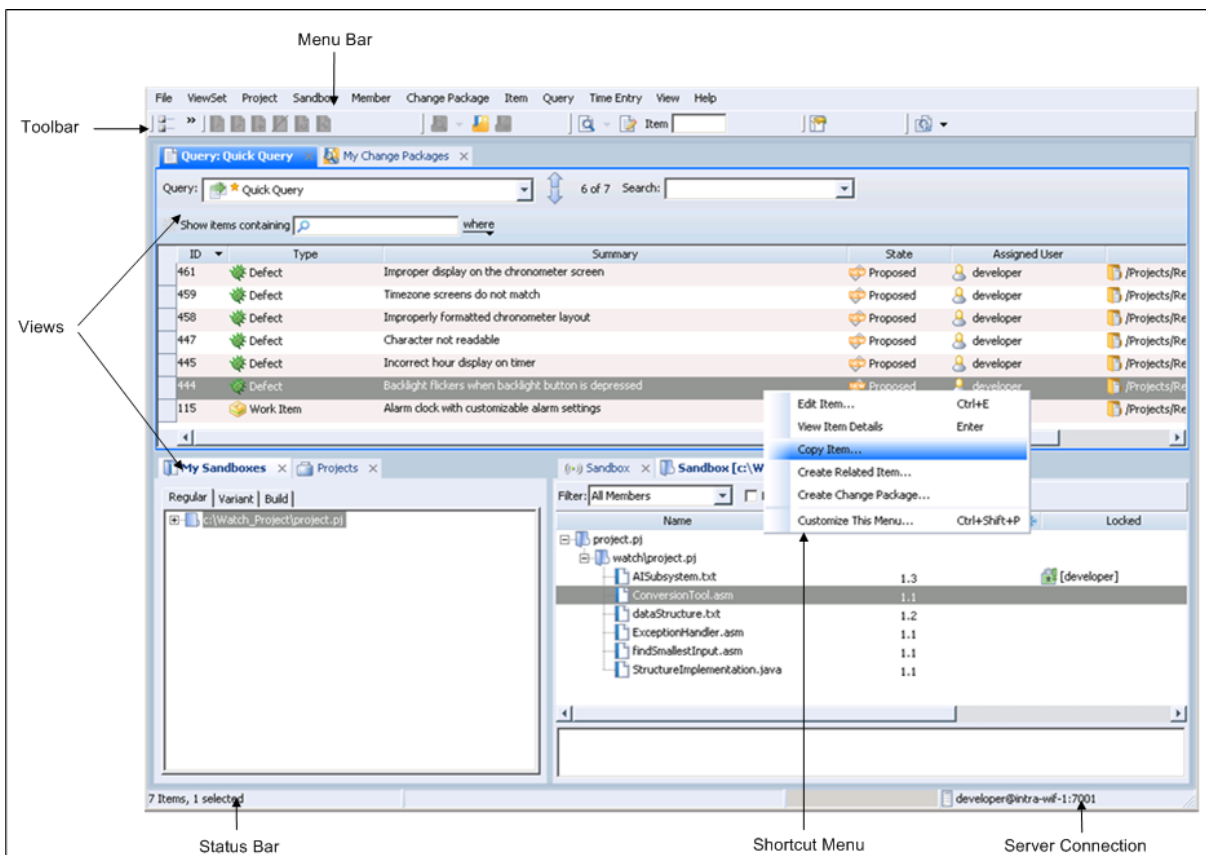 Menu Bar
File ViewSet Project Sandbox Member Change Package Item Query Time Entry View Help
Toolbar
» Item
Query: Quick Query My Change Packages
Query: Quick Query 6 of 7 Search:
Show items containing where
ID Type Summary State Assigned User
461 Defect Improper display on the chronometer screen Proposed developer /Projects/Re
459 Defect Timezone screens do not match Proposed developer /Projects/Re
458 Defect Improperly formatted chronometer layout Proposed developer /Projects/Re
Views
447 Defect Character not readable Proposed developer /Projects/Re
445 Defect Incorrect hour display on timer Proposed developer /Projects/Re
444 Defect Backlight flickers when backlight button is depressed Proposed developer /Projects/Re
115 Work Item Alarm clock with customizable alarm settings /Projects/Re
Edit Item... Ctrl+E
View Item Details Enter
Copy Item...
Create Related Item...
Create Change Package...
Customize This Menu... Ctrl+Shift+P
My Sandboxes Projects
Regular Variant Build
c:\Watch_Project\project.pj
Sandbox Sandbox [c:\W
Filter: All Members
Name Locked
project.pj
watch\project.pj
AISubsystem.txt 1.3 [developer]
ConversionTool.asm 1.1
dataStructure.txt 1.2
ExceptionHandler.asm 1.1
findSmallestInput.asm 1.1
StructureImplementation.java 1.1
7 Items, 1 selected developer@intra-wif-1:7001
Status Bar Shortcut Menu Server Connection